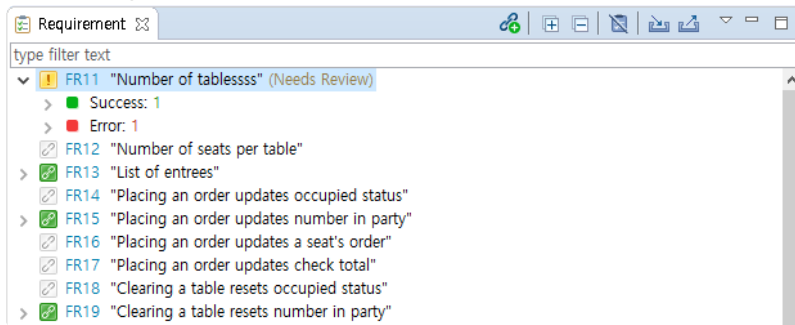 Requirement
type filter text
FR11 "Number of tablessss" (Needs Review)
Success: 1
Error: 1
FR12 "Number of seats per table"
FR13 "List of entrees"
FR14 "Placing an order updates occupied status"
FR15 "Placing an order updates number in party"
FR16 "Placing an order updates a seat's order"
FR17 "Placing an order updates check total"
FR18 "Clearing a table resets occupied status"
FR19 "Clearing a table resets number in party"